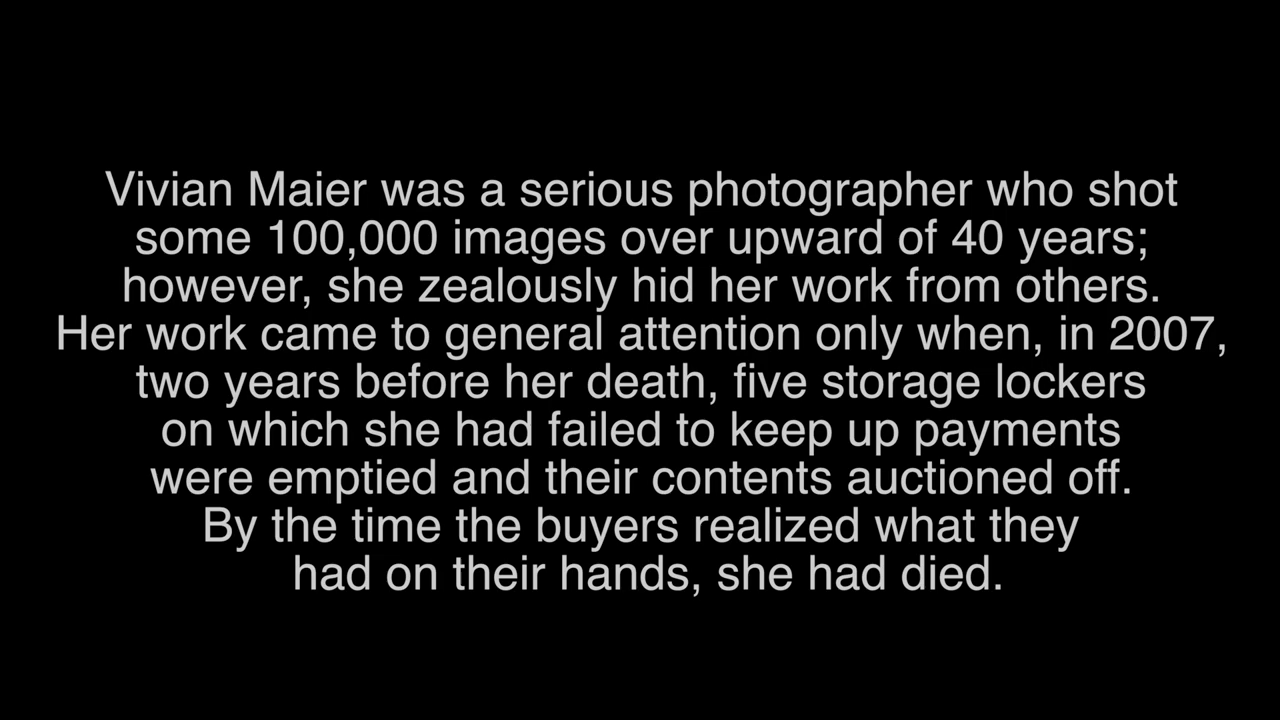 Vivian Maier was a serious photographer who shot
some 100,000 images over upward of 40 years;
however, she zealously hid her work from others.
Her work came to general attention only when, in 2007,
two years before her death, five storage lockers
on which she had failed to keep up payments
were emptied and their contents auctioned off.
By the time the buyers realized what they
had on their hands, she had died.